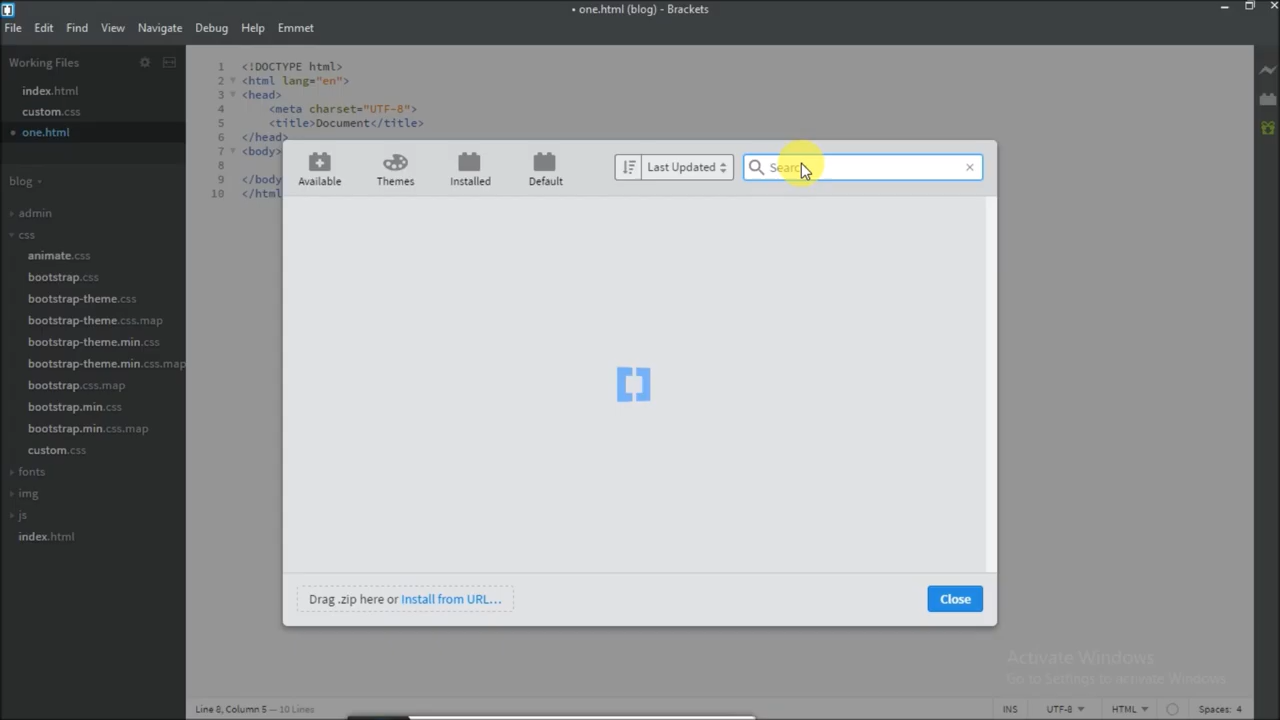 • one.html (blog) - Brackets
File Edit Find View Navigate Debug Help Emmet
Working Files
index.html
custom.css
• one.html
blog
admin
css
animate.css
bootstrap.css
bootstrap-theme.css
bootstrap-theme.css.map
bootstrap-theme.min.css
bootstrap-theme.min.css.map
bootstrap.css.map
bootstrap.min.css
bootstrap.min.css.map
custom.css
fonts
img
js
index.html
1 <!DOCTYPE html>
2 <html lang="en">
3 <head>
4 <meta charset="UTF-8">
5 <title>Document</title>
6 </head>
7 <body>
8
9 </body>
10 </html
Available Themes Installed Default
Last Updated
Search
Drag .zip here or Install from URL...
Close
Activate Windows
Go to Settings to activate Windows.
Line 8, Column 5 — 10 Lines
INS UTF-8 HTML Spaces: 4